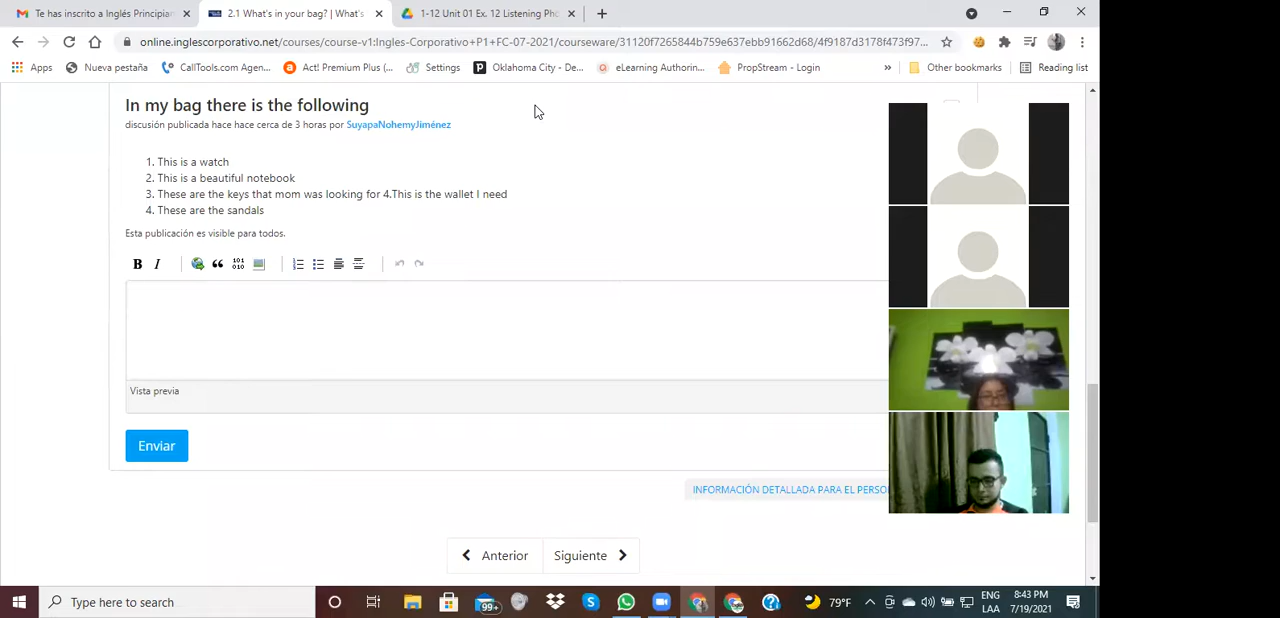 Te has inscrito a Inglés Principian
2.1 What's in your bag? | What's
1-12 Unit 01 Ex. 12 Listening Pho
online.inglescorporativo.net/courses/course-v1:Ingles-Corporativo+P1+FC-07-2021/courseware/31120f7265844b759e637ebb91662d68/4f9187d3178f473f97...
Apps
Nueva pestaña
CallTools.com Agen...
Act! Premium Plus (...
Settings
Oklahoma City - De...
eLearning Authorin...
PropStream - Login
»
Other bookmarks
Reading list
In my bag there is the following
discusión publicada hace hace cerca de 3 horas por SuyapaNohemyJiménez
1. This is a watch
2. This is a beautiful notebook
3. These are the keys that mom was looking for 4.This is the wallet I need
4. These are the sandals
Esta publicación es visible para todos.
B I
Vista previa
Enviar
INFORMACIÓN DETALLADA PARA EL PERSO
Anterior
Siguiente
Type here to search
99+
79°F
ENG
LAA
8:43 PM
7/19/2021